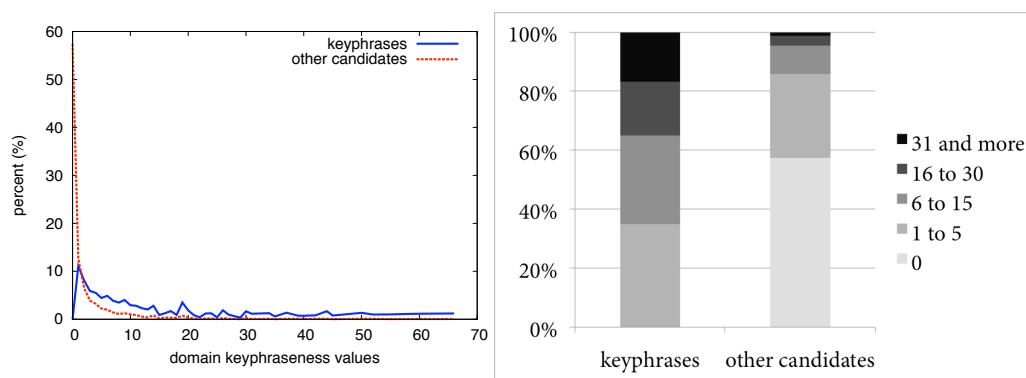 60
50
40
30
20
10
0
percent (%)
0 10 20 30 40 50 60 70
domain keyphraseness values
keyphrases
other candidates
100%
80%
60%
40%
20%
0%
keyphrases other candidates
31 and more
16 to 30
6 to 15
1 to 5
0